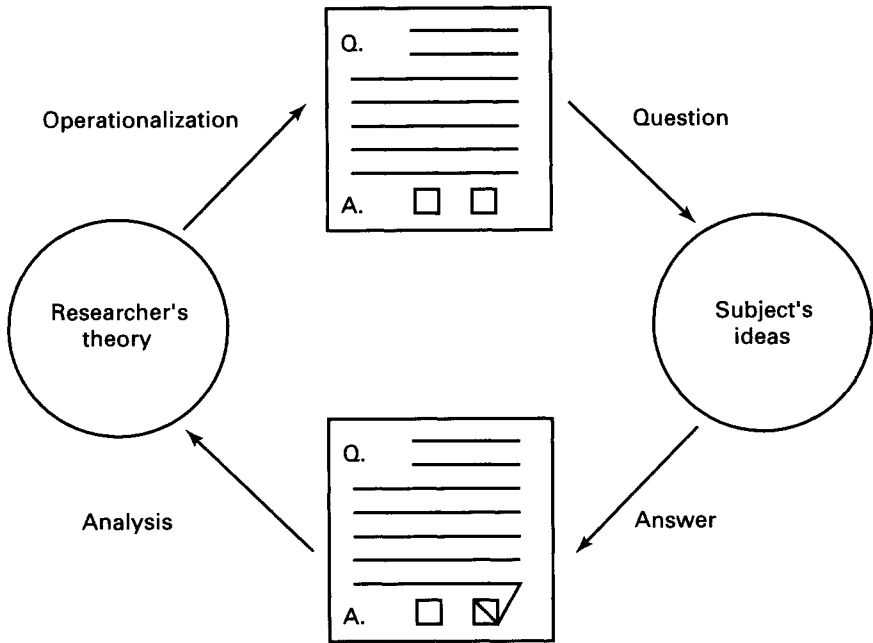 Q.
A.
Operationalization
Question
Researcher's
theory
Subject's
ideas
Q.
A.
Analysis
Answer